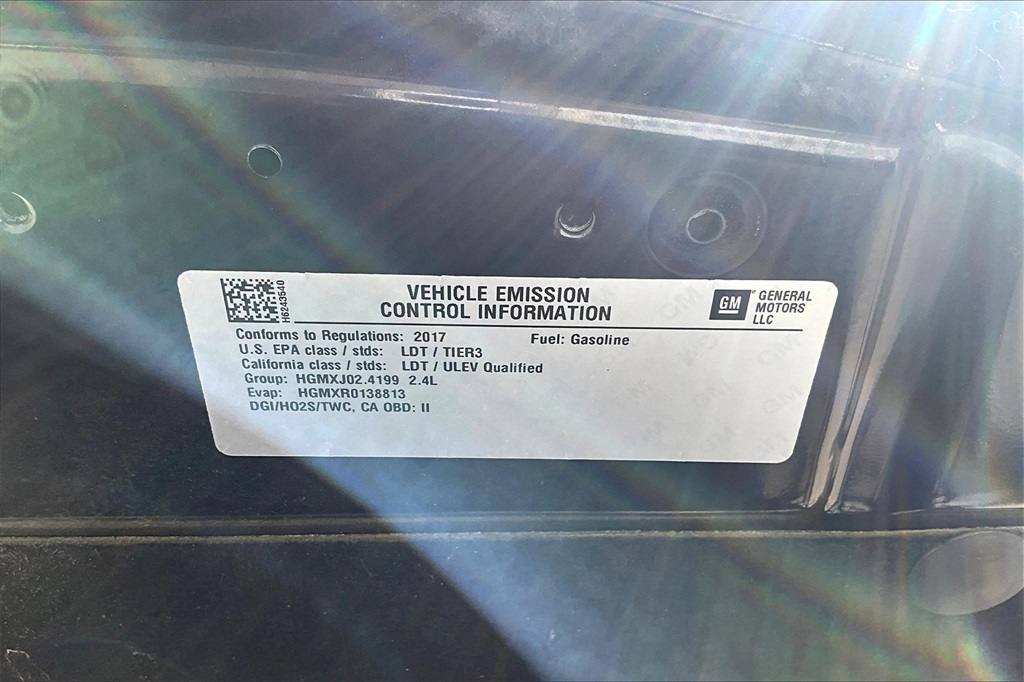 H6243540
VEHICLE EMISSION
CONTROL INFORMATION
GM
GENERAL
MOTORS
LLC
Conforms to Regulations: 2017 Fuel: Gasoline
U.S. EPA class / stds: LDT / TIER3
California class / stds: LDT / ULEV Qualified
Group: HGMXJ02.4199 2.4L
Evap: HGMXR0138813
DGI/HO2S/TWC, CA OBD: II